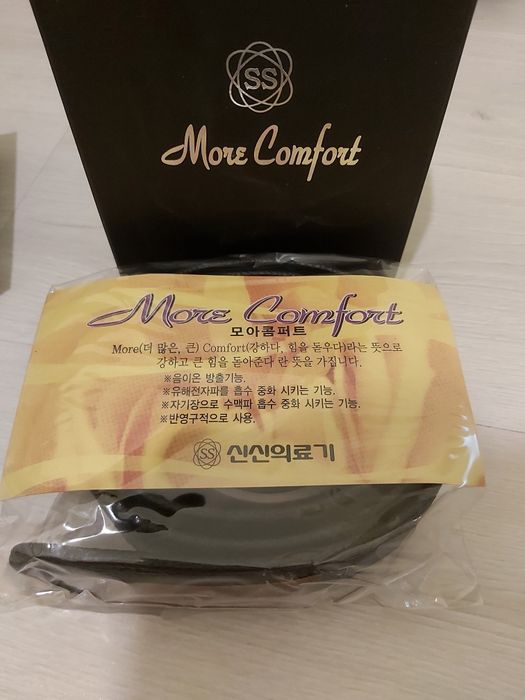 SS
More Comfort
More Comfort
모아콤퍼트
More(더 많은, 큰) Comfort(강하다, 힘을 돋우다)라는 뜻으로
강하고 큰 힘을 돋아준다 란 뜻을 가집니다.
※음이온 방출기능.
※유해전자파를 흡수 중화 시키는 기능.
※자기장으로 수맥파 흡수 중화 시키는 기능.
※반영구적으로 사용.
SS 신신의료기